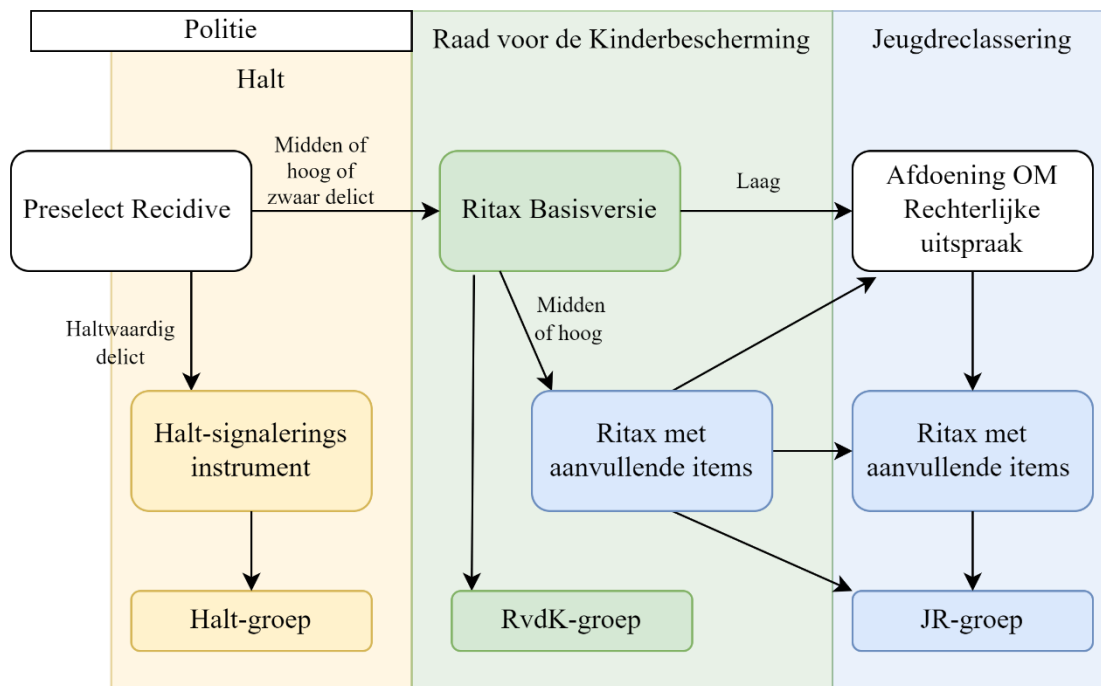 Politie
Raad voor de Kinderbescherming
Jeugdreclassering
Halt
Preselect Recidive
Midden of
hoog of
zwaar delict
Ritax Basisversie
Laag
Afdoening OM
Rechterlijke
uitspraak
Haltwaardig
delict
Midden
of hoog
Halt-signalerings
instrument
Ritax met
aanvullende items
Ritax met
aanvullende items
Halt-groep
RvdK-groep
JR-groep